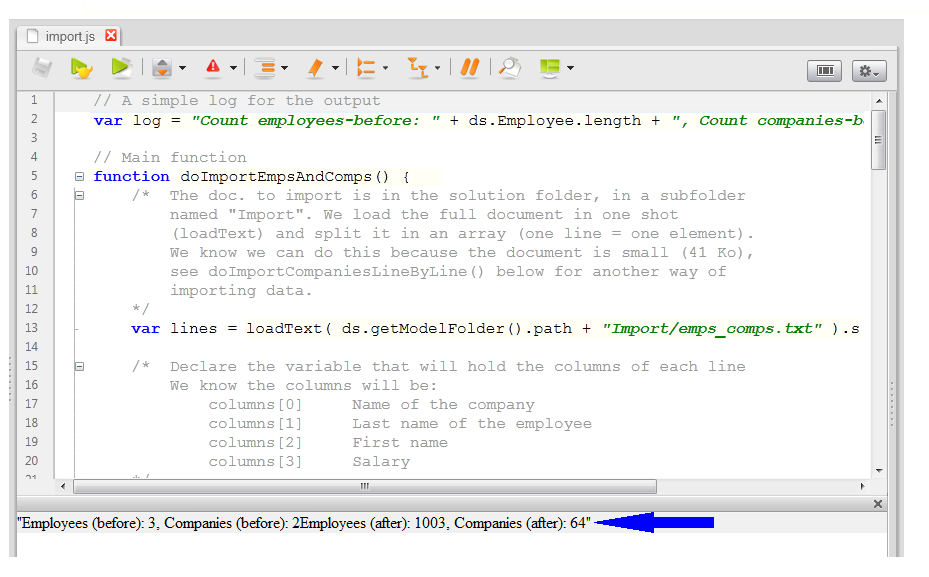 import.js
1 // A simple log for the output
2 var log = "Count employees-before: " + ds.Employee.length + ", Count companies-b
3
4 // Main function
5 function doImportEmpsAndComps() {
6 /* The doc. to import is in the solution folder, in a subfolder
7 named "Import". We load the full document in one shot
8 (loadText) and split it in an array (one line = one element).
9 We know we can do this because the document is small (41 Ko),
10 see doImportCompaniesLineByLine() below for another way of
11 importing data.
12 */
13 var lines = loadText( ds.getModelFolder().path + "Import/emps_comps.txt" ).s
14
15 /* Declare the variable that will hold the columns of each line
16 We know the columns will be:
17 columns[0] Name of the company
18 columns[1] Last name of the employee
19 columns[2] First name
20 columns[3] Salary
21 */
"Employees (before): 3, Companies (before): 2Employees (after): 1003, Companies (after): 64"